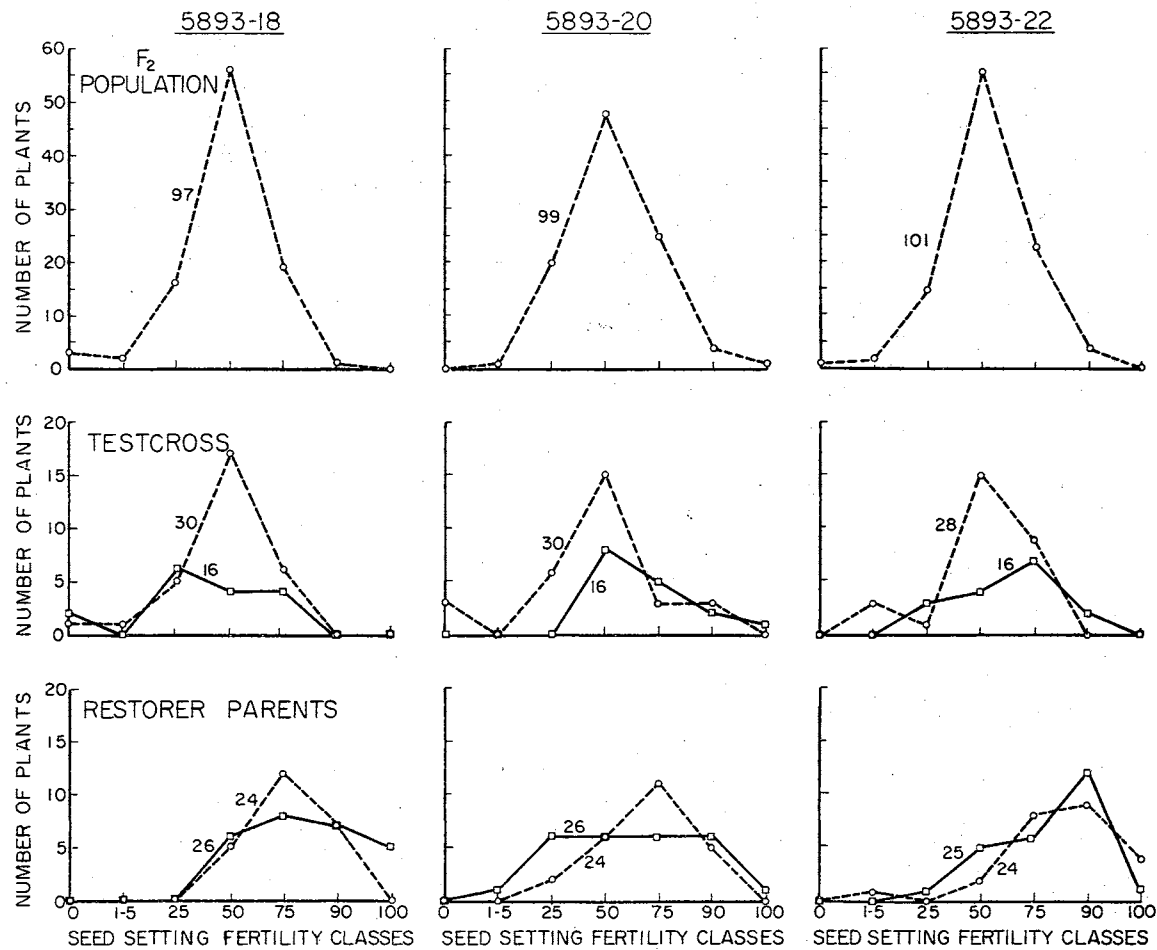 5893-18 5893-20 5893-22
F2
POPULATION
NUMBER OF PLANTS
60
50
40
30
20
10
0
97
99
101
TESTCROSS
NUMBER OF PLANTS
20
15
10
5
0
30
16
30
16
28
16
RESTORER PARENTS
NUMBER OF PLANTS
20
15
10
5
0
24
26
26
24
25
24
0 1-5 25 50 75 90 100
0 1-5 25 50 75 90 100
0 1-5 25 50 75 90 100
SEED SETTING FERTILITY CLASSES
SEED SETTING FERTILITY CLASSES
SEED SETTING FERTILITY CLASSES